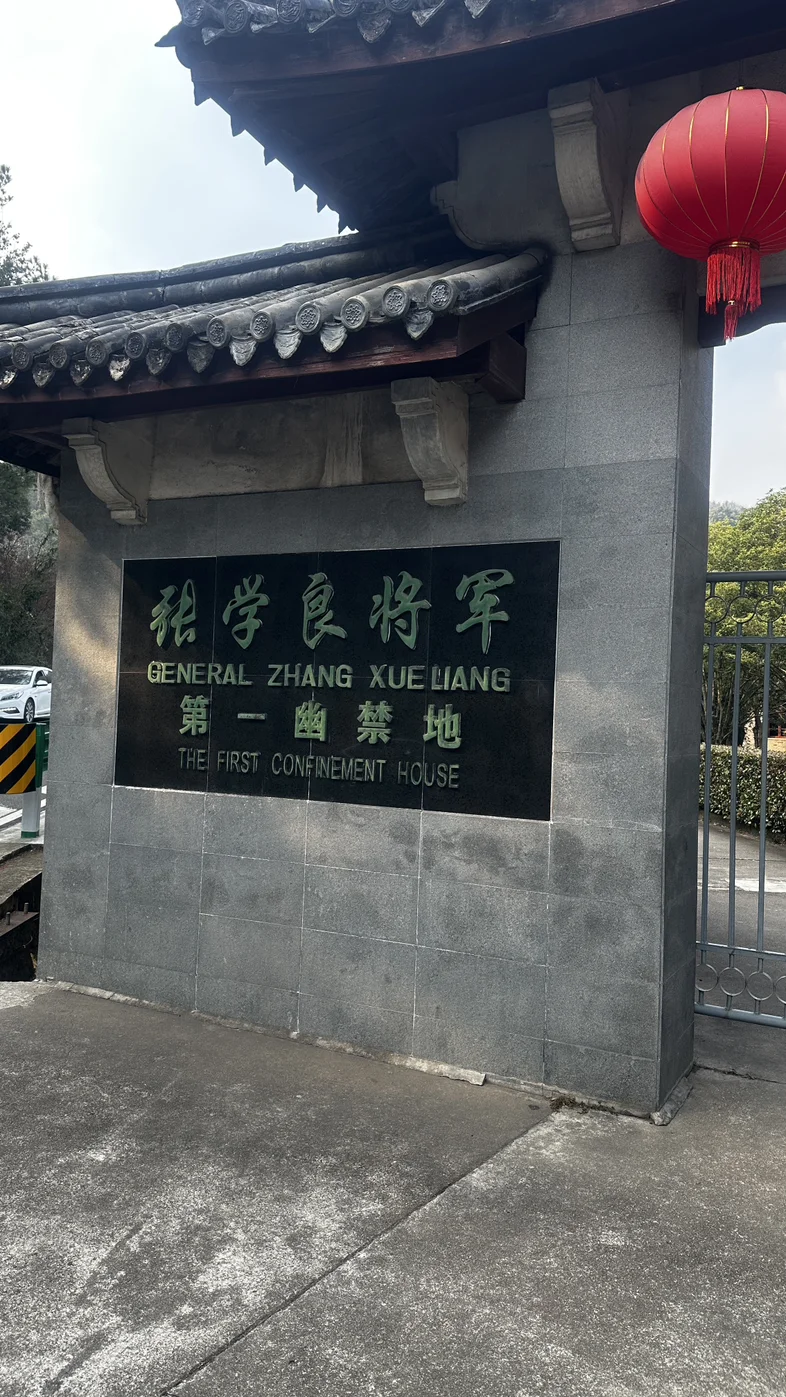 张学良将军
GENERAL ZHANG XUELIANG
第一幽禁地
THE FIRST CONFINEMENT HOUSE